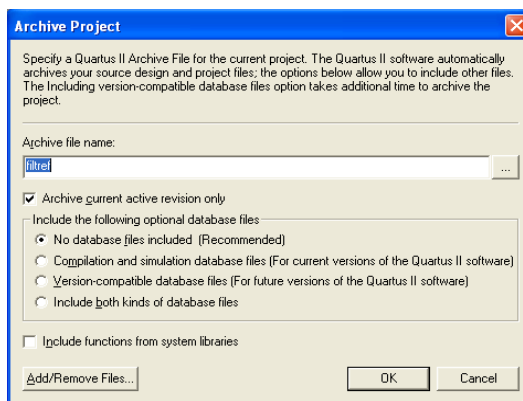 Archive Project
Specify a Quartus II Archive File for the current project. The Quartus II software automatically
archives your source design and project files; the options below allow you to include other files.
The Including version-compatible database files option takes additional time to archive the
project.
Archive file name:
filtref
...
Archive current active revision only
Include the following optional database files
No database files included (Recommended)
Compilation and simulation database files (For current versions of the Quartus II software)
Version-compatible database files (For future versions of the Quartus II software)
Include both kinds of database files
Include functions from system libraries
Add/Remove Files...
OK
Cancel